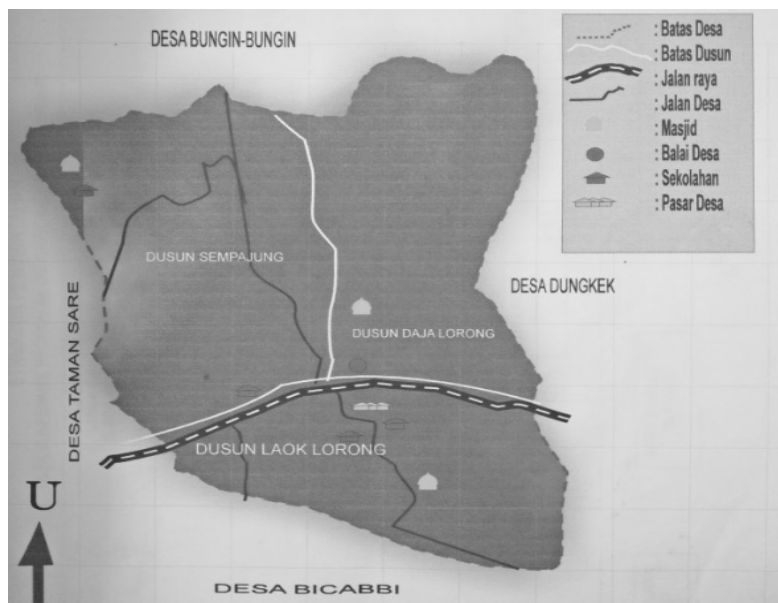 DESA BUNGIN-BUNGIN
: Batas Desa
: Batas Dusun
: Jalan raya
: Jalan Desa
: Masjid
: Balai Desa
: Sekolahan
: Pasar Desa
DUSUN SEMPAJUNG
DESA DUNGKEK
DUSUN DAJA LORONG
DESA TAMAN SARE
DUSUN LAOK LORONG
U
DESA BICABBI